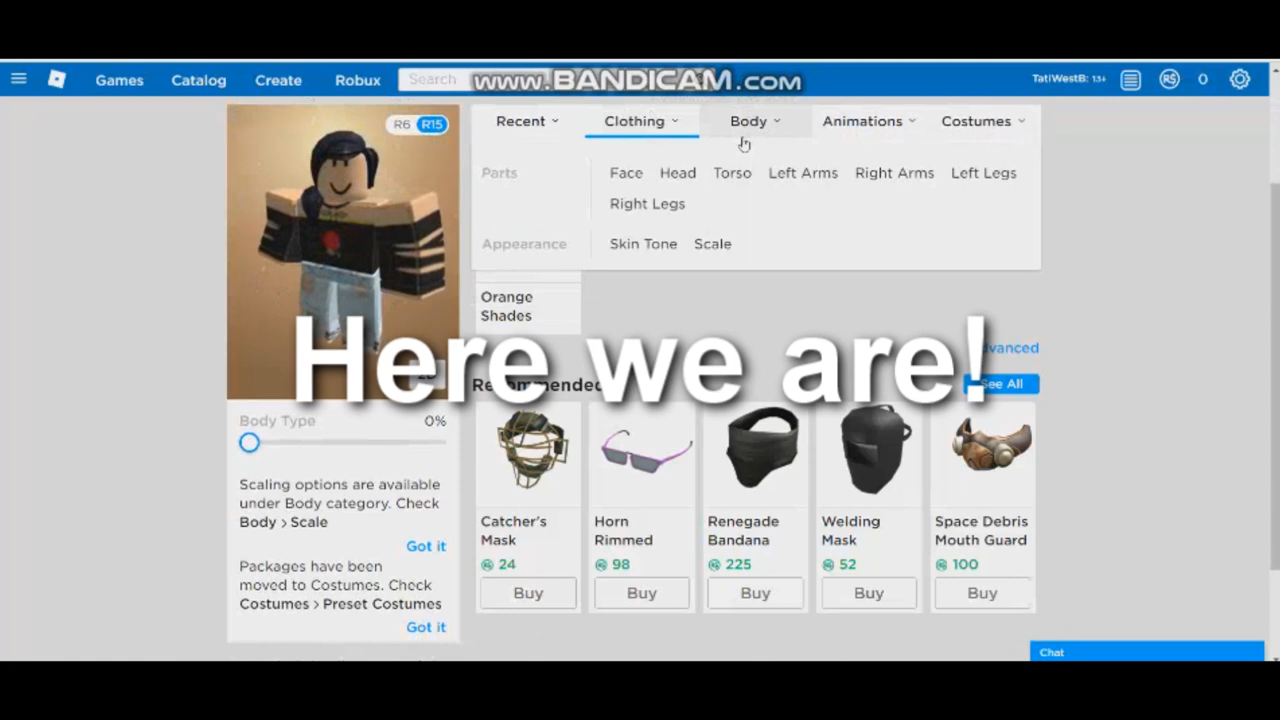 www.BANDICAM.com
Games Catalog Create Robux Search TatiWestB: 13+ 0
R6 R15
Recent Clothing Body Animations Costumes
Parts Face Head Torso Left Arms Right Arms Left Legs
Right Legs
Appearance Skin Tone Scale
Orange
Shades
Here we are!
Advanced
Recommended See All
Body Type 0%
Scaling options are available
under Body category. Check
Body > Scale
Got it
Packages have been
moved to Costumes. Check
Costumes > Preset Costumes
Got it
Catcher's
Mask
24
Buy
Horn
Rimmed
98
Buy
Renegade
Bandana
225
Buy
Welding
Mask
52
Buy
Space Debris
Mouth Guard
100
Buy
Chat